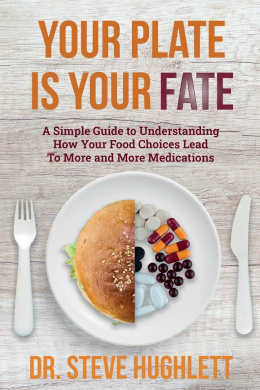 YOUR PLATE
IS YOUR FATE
A Simple Guide to Understanding
How Your Food Choices Lead
To More and More Medications
DR. STEVE HUGHLETT